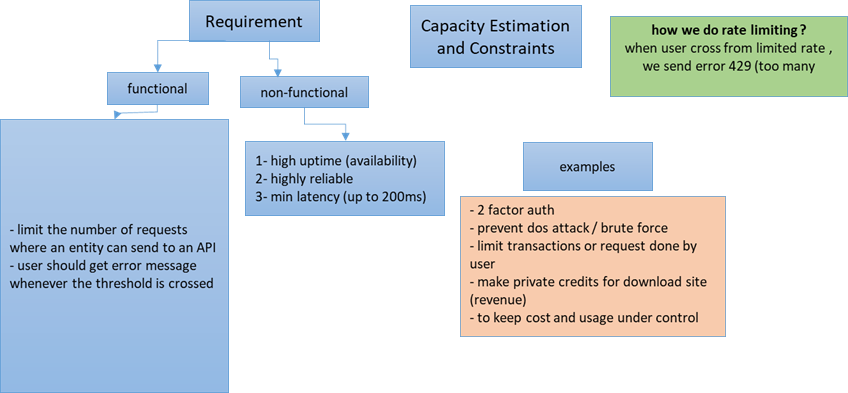 Requirement
functional
non-functional
- limit the number of requests
where an entity can send to an API
- user should get error message
whenever the threshold is crossed
1- high uptime (availability)
2- highly reliable
3- min latency (up to 200ms)
Capacity Estimation
and Constraints
how we do rate limiting?
when user cross from limited rate ,
we send error 429 (too many
examples
- 2 factor auth
- prevent dos attack / brute force
- limit transactions or request done by
user
- make private credits for download site
(revenue)
- to keep cost and usage under control